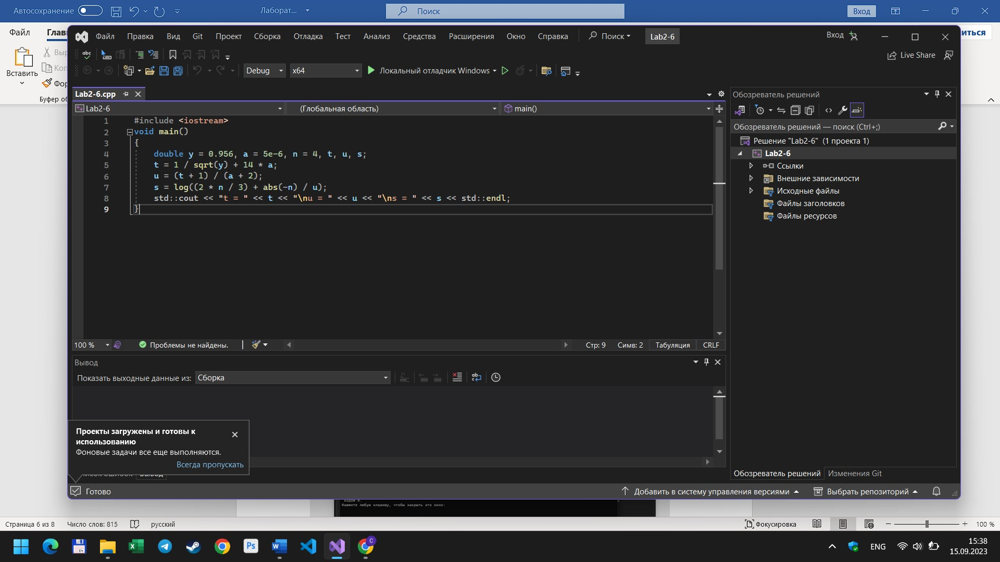 Автосохранение
Лаборат...
Поиск
Вход
Файл
Глав
Вставить
Буфер об
Файл Правка Вид Git Проект Сборка Отладка Тест Анализ Средства Расширения Окно Справка Поиск Lab2-6 Вход
Live Share
Debug x64 Локальный отладчик Windows
Lab2-6.cpp
Lab2-6 (Глобальная область) main()
1 #include <iostream>
2 void main()
3 {
4 double y = 0.956, a = 5e-6, n = 4, t, u, s;
5 t = 1 / sqrt(y) + 14 * a;
6 u = (t + 1) / (a + 2);
7 s = log((2 * n / 3) + abs(-n) / u);
8 std::cout << "t = " << t << "\nu = " << u << "\ns = " << s << std::endl;
9 }
100 % Проблемы не найдены. Стр: 9 Симв: 2 Табуляция CRLF
Вывод
Показать выходные данные из: Сборка
Проекты загружены и готовы к
использованию
Фоновые задачи все еще выполняются.
Всегда пропускать
Обозреватель решений
Обозреватель решений — поиск (Ctrl+;)
Решение "Lab2-6" (1 проекта 1)
Lab2-6
Ссылки
Внешние зависимости
Исходные файлы
Файлы заголовков
Файлы ресурсов
Обозреватель решений Изменения Git
Готово Добавить в систему управления версиями Выбрать репозиторий
кодом 0.
Нажмите любую клавишу, чтобы закрыть это окно:
Страница 6 из 8 Число слов: 815 русский Фокусировка 100 %
ENG
15:38
15.09.2023